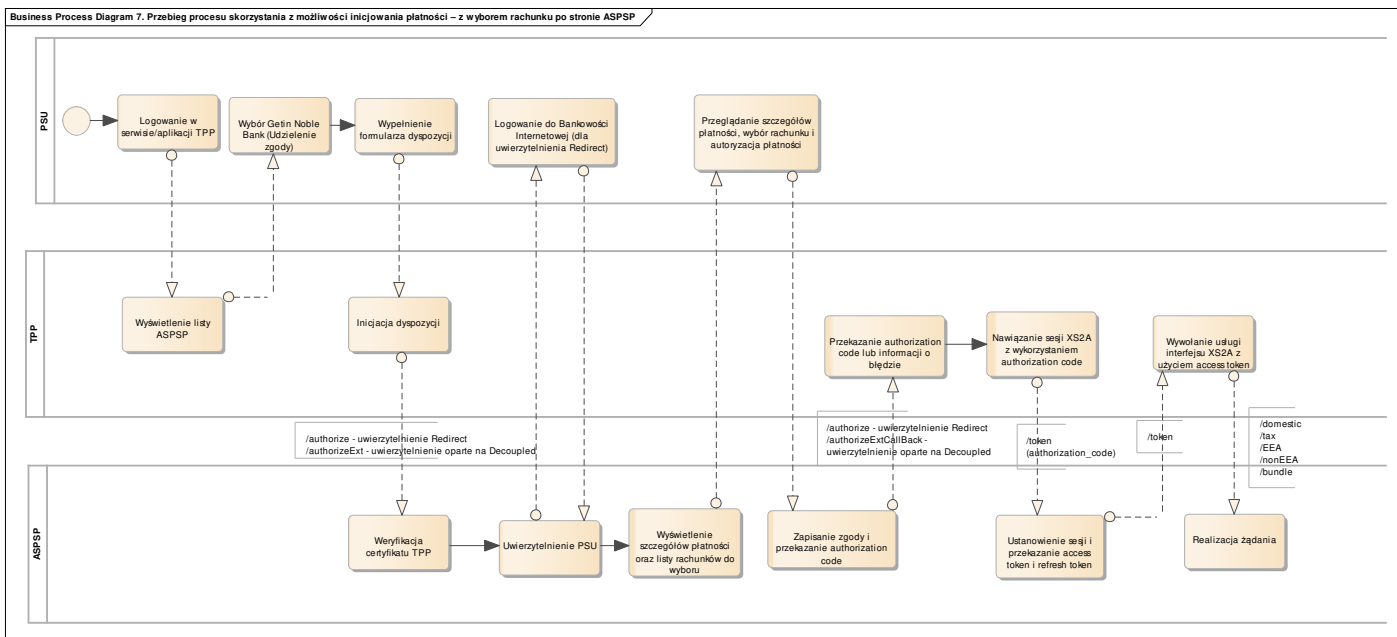 Business Process Diagram 7. Przebieg procesu skorzystania z możliwości inicjowania płatności – z wyborem rachunku po stronie ASPSP
PSU
Logowanie w
serwisie/aplikacji TPP
Wybór Getin Noble
Bank (Udzielenie
zgody)
Wypełnienie
formularza dyspozycji
Logowanie do Bankowości
Internetowej (dla
uwierzytelnienia Redirect)
Przeglądanie szczegółów
płatności, wybór rachunku i
autoryzacja płatności
TPP
Wyświetlenie listy
ASPSP
Inicjacja dyspozycji
Przekazanie authorization
code lub informacji o
błędzie
Nawiązanie sesji XS2A
z wykorzystaniem
authorization code
Wywołanie usługi
interfejsu XS2A z
użyciem access token
/authorize - uwierzytelnienie Redirect
/authorizeExt - uwierzytelnienie oparte na Decoupled
/authorize - uwierzytelnienie Redirect
/authorizeExtCallBack -
uwierzytelnienie oparte na Decoupled
/token
(authorization_code)
/token
/domestic
/tax
/EEA
/nonEEA
/bundle
ASPSP
Weryfikacja
certyfikatu TPP
Uwierzytelnienie PSU
Wyświetlenie
szczegółów płatności
oraz listy rachunków do
wyboru
Zapisanie zgody i
przekazanie authorization
code
Ustanowienie sesji i
przekazanie access
token i refresh token
Realizacja żądania